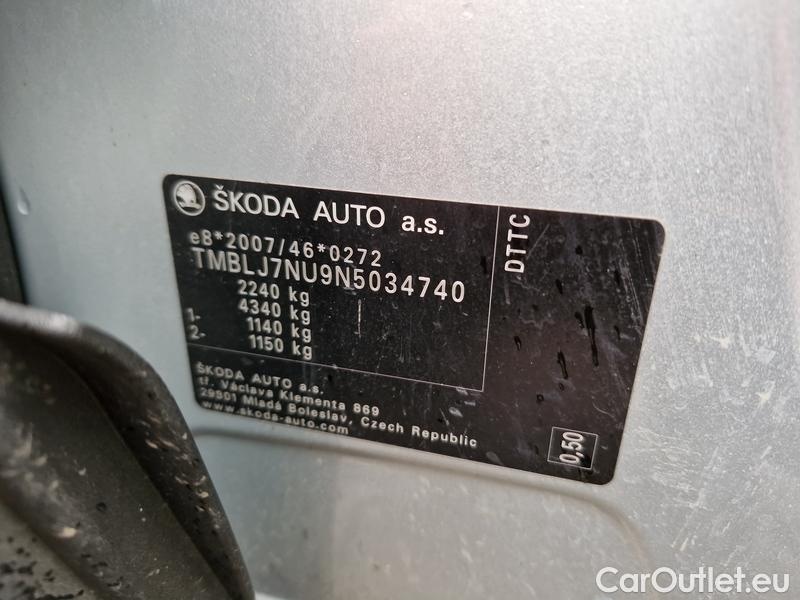 ŠKODA AUTO a.s.
e8*2007/46*0272
TMBLJ7NU9N5034740
2240 kg
4340 kg
1- 1140 kg
2- 1150 kg
ŠKODA AUTO a.s.
tř. Václava Klementa 869
29301 Mladá Boleslav, Czech Republic
www.skoda-auto.com
DTTC
0,50
CarOutlet.eu